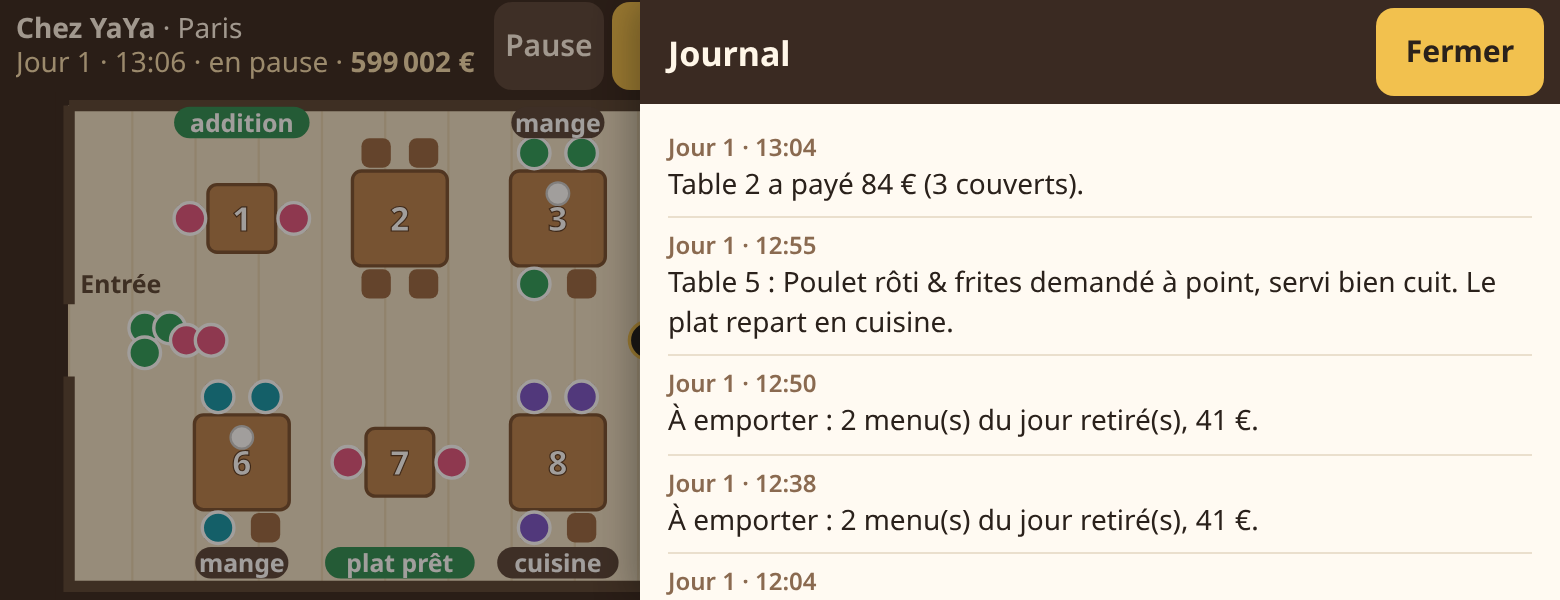 Chez YaYa · Paris
Jour 1 · 13:06 · en pause · 599 002 €
Pause
addition
mange
1
2
3
Entrée
6
7
8
mange
plat prêt
cuisine
Journal
Fermer
Jour 1 · 13:04
Table 2 a payé 84 € (3 couverts).
Jour 1 · 12:55
Table 5 : Poulet rôti & frites demandé à point, servi bien cuit. Le
plat repart en cuisine.
Jour 1 · 12:50
À emporter : 2 menu(s) du jour retiré(s), 41 €.
Jour 1 · 12:38
À emporter : 2 menu(s) du jour retiré(s), 41 €.
Jour 1 · 12:04